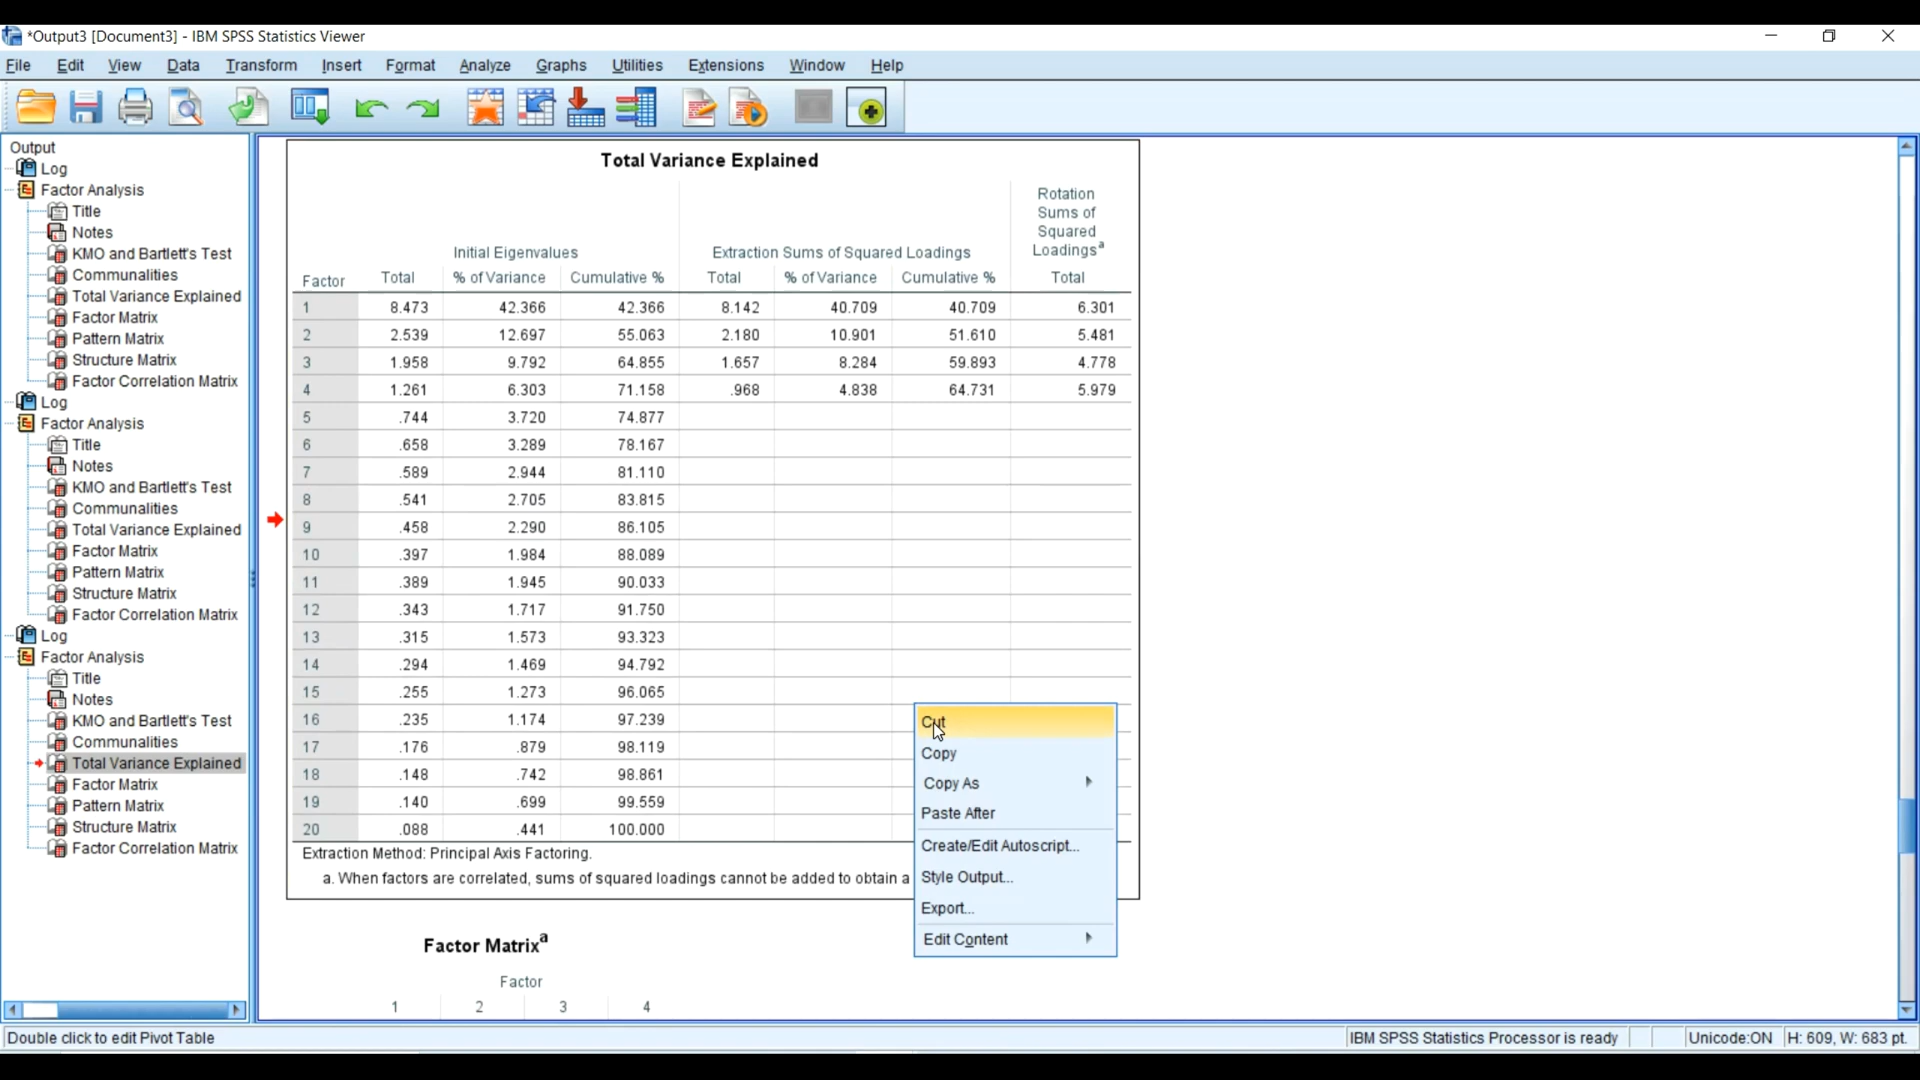 *Output3 [Document3] - IBM SPSS Statistics Viewer
File Edit View Data Transform Insert Format Analyze Graphs Utilities Extensions Window Help
Output
Log
Factor Analysis
Title
Notes
KMO and Bartlett's Test
Communalities
Total Variance Explained
Factor Matrix
Pattern Matrix
Structure Matrix
Factor Correlation Matrix
Log
Factor Analysis
Title
Notes
KMO and Bartlett's Test
Communalities
Total Variance Explained
Factor Matrix
Pattern Matrix
Structure Matrix
Factor Correlation Matrix
Log
Factor Analysis
Title
Notes
KMO and Bartlett's Test
Communalities
Total Variance Explained
Factor Matrix
Pattern Matrix
Structure Matrix
Factor Correlation Matrix
Total Variance Explained
Initial Eigenvalues Extraction Sums of Squared Loadings Rotation Sums of Squared Loadings a
Factor Total % of Variance Cumulative % Total % of Variance Cumulative % Total
1 8.473 42.366 42.366 8.142 40.709 40.709 6.301
2 2.539 12.697 55.063 2.180 10.901 51.610 5.481
3 1.958 9.792 64.855 1.657 8.284 59.893 4.778
4 1.261 6.303 71.158 .968 4.838 64.731 5.979
5 .744 3.720 74.877
6 .658 3.289 78.167
7 .589 2.944 81.110
8 .541 2.705 83.815
9 .458 2.290 86.105
10 .397 1.984 88.089
11 .389 1.945 90.033
12 .343 1.717 91.750
13 .315 1.573 93.323
14 .294 1.469 94.792
15 .255 1.273 96.065
16 .235 1.174 97.239
17 .176 .879 98.119
18 .148 .742 98.861
19 .140 .699 99.559
20 .088 .441 100.000
Extraction Method: Principal Axis Factoring.
a. When factors are correlated, sums of squared loadings cannot be added to obtain a
Cut
Copy
Copy As
Paste After
Create/Edit Autoscript...
Style Output...
Export...
Edit Content
Factor Matrix a
Factor
1 2 3 4
Double click to edit Pivot Table
IBM SPSS Statistics Processor is ready Unicode:ON H: 609, W: 683 pt.